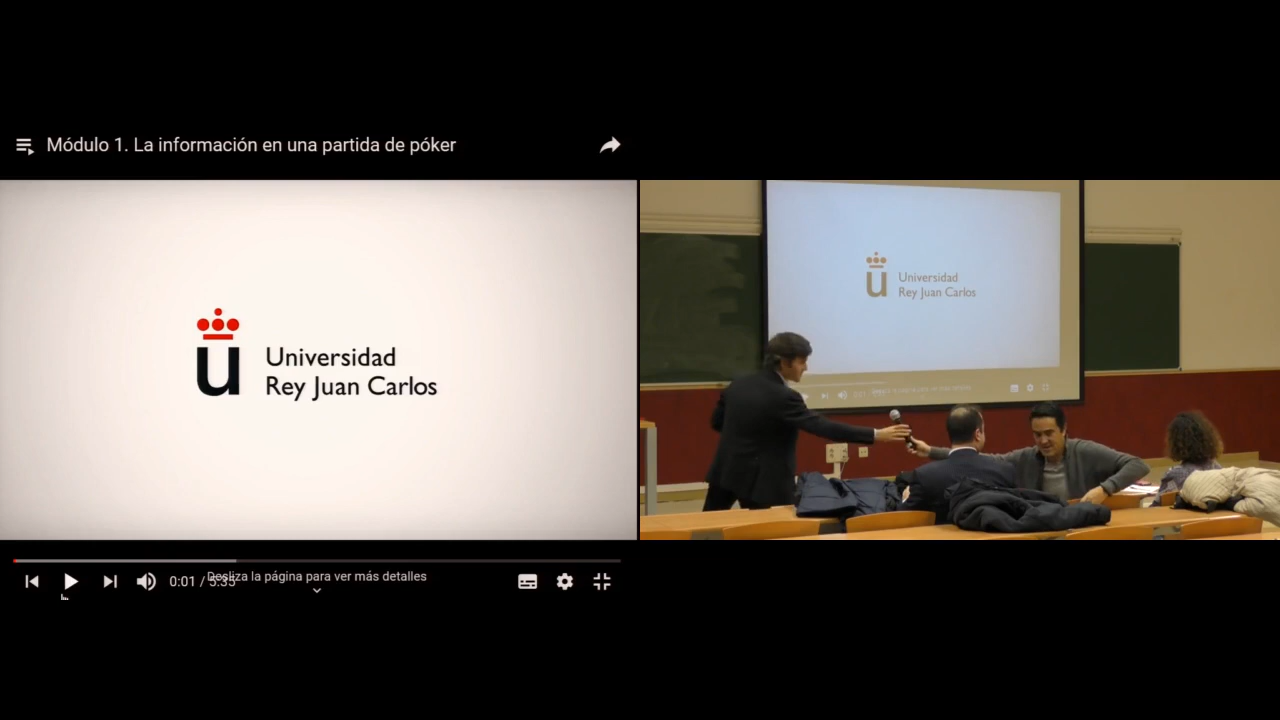 Módulo 1. La información en una partida de póker
u Universidad
Rey Juan Carlos
0:01 / 5:35
Desliza la página para ver más detalles
u Universidad
Rey Juan Carlos